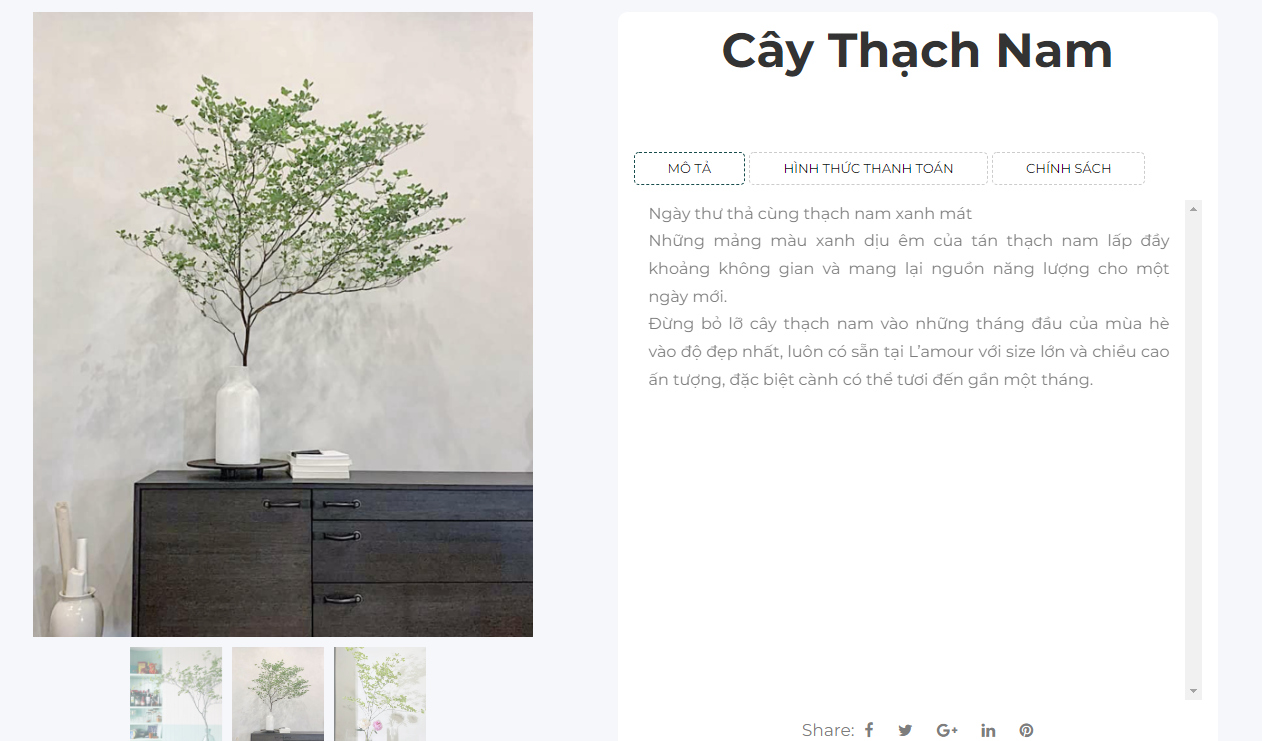 Cây Thạch Nam
MÔ TẢ
HÌNH THỨC THANH TOÁN
CHÍNH SÁCH
Ngày thư thả cùng thạch nam xanh mát
Những mảng màu xanh dịu êm của tán thạch nam lấp đầy
khoảng không gian và mang lại nguồn năng lượng cho một
ngày mới.
Đừng bỏ lỡ cây thạch nam vào những tháng đầu của mùa hè
vào độ đẹp nhất, luôn có sẵn tại L’amour với size lớn và chiều cao
ấn tượng, đặc biệt cành có thể tươi đến gần một tháng.
Share: